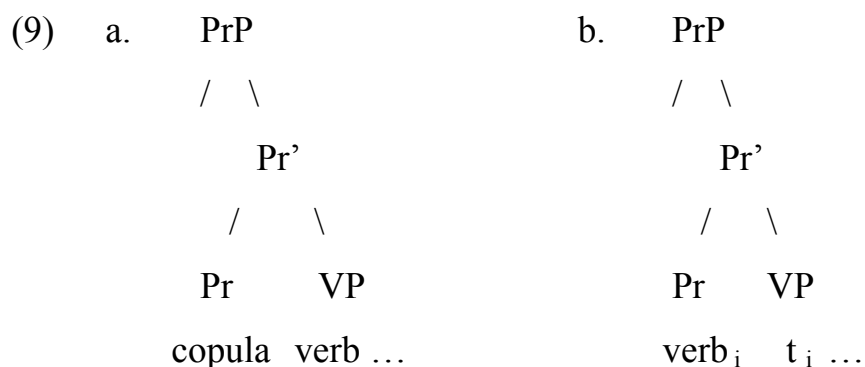 (9) a. PrP b. PrP
/ \ / \
Pr’ Pr’
/ \ / \
Pr VP Pr VP
copula verb … verb i t i …